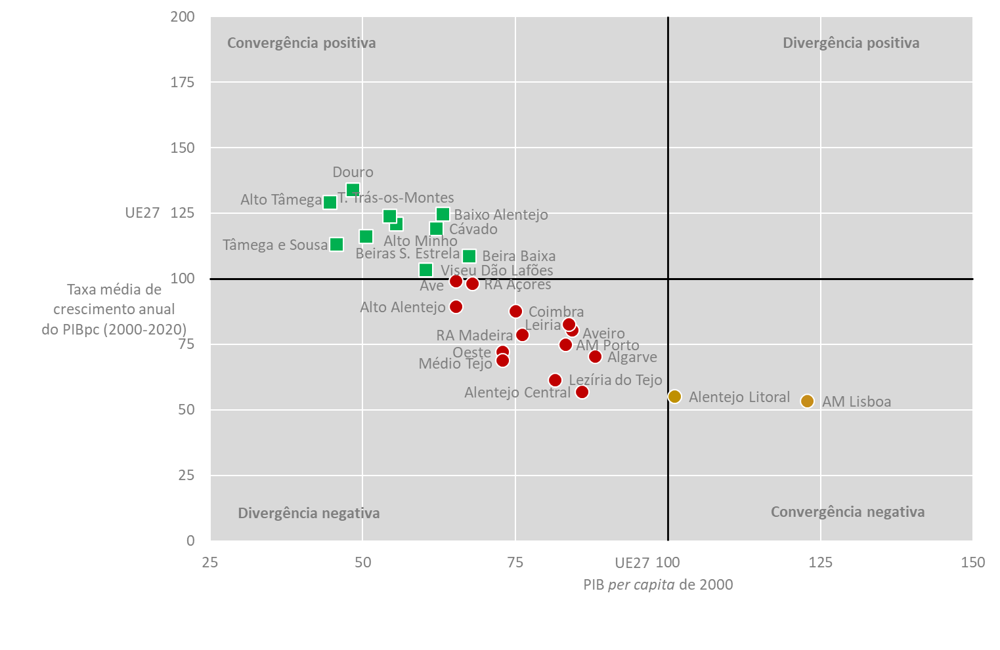 200
Convergência positiva
Divergência positiva
175
150
Douro
Alto Tâmega
T. Trás-os-Montes
UE27 125
Baixo Alentejo
Cávado
Alto Minho
Tâmega e Sousa
Beiras S. Estrela
Beira Baixa
Viseu Dão Lafões
100
Ave
RA Açores
Taxa média de
crescimento anual
do PIBpc (2000-2020)
Alto Alentejo
Coimbra
Leiria
Aveiro
RA Madeira
75
AM Porto
Oeste
Algarve
Médio Tejo
Lezíria do Tejo
Alentejo Central
Alentejo Litoral
AM Lisboa
50
25
Divergência negativa
Convergência negativa
0
25 50 75 UE27 100 125 150
PIB per capita de 2000